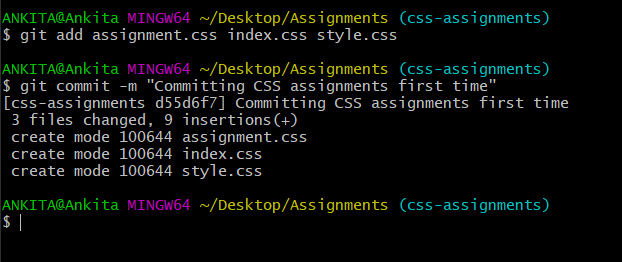 ANKITA@Ankita MINGW64 ~/Desktop/Assignments (css-assignments)
$ git add assignment.css index.css style.css
ANKITA@Ankita MINGW64 ~/Desktop/Assignments (css-assignments)
$ git commit -m "Committing CSS assignments first time"
[css-assignments d55d6f7] Committing CSS assignments first time
 3 files changed, 9 insertions(+)
 create mode 100644 assignment.css
 create mode 100644 index.css
 create mode 100644 style.css
ANKITA@Ankita MINGW64 ~/Desktop/Assignments (css-assignments)
$